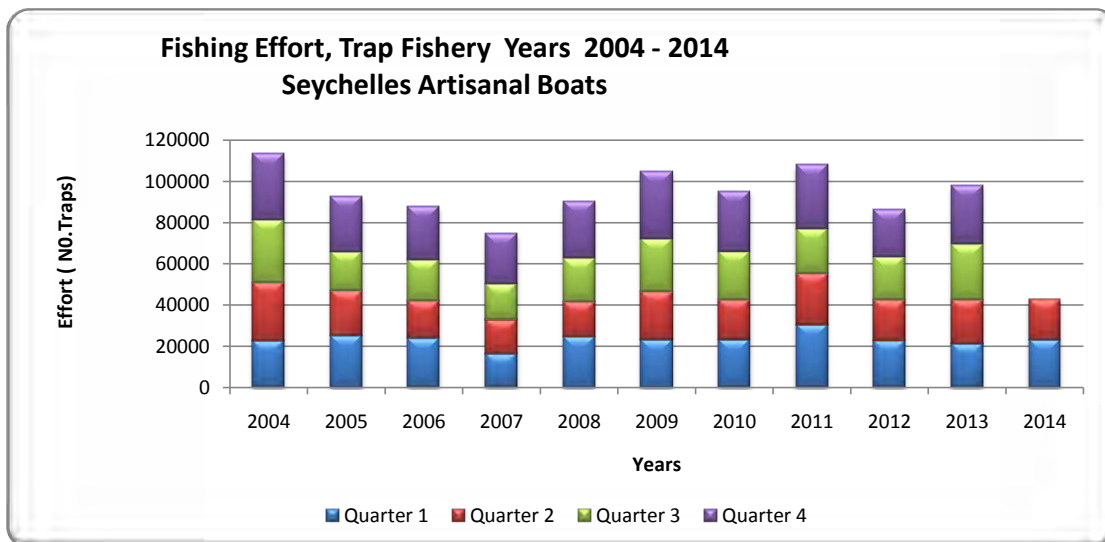 Fishing Effort, Trap Fishery Years 2004 - 2014
Seychelles Artisanal Boats
Effort ( N0.Traps)
120000
100000
80000
60000
40000
20000
0
2004 2005 2006 2007 2008 2009 2010 2011 2012 2013 2014
Years
Quarter 1 Quarter 2 Quarter 3 Quarter 4